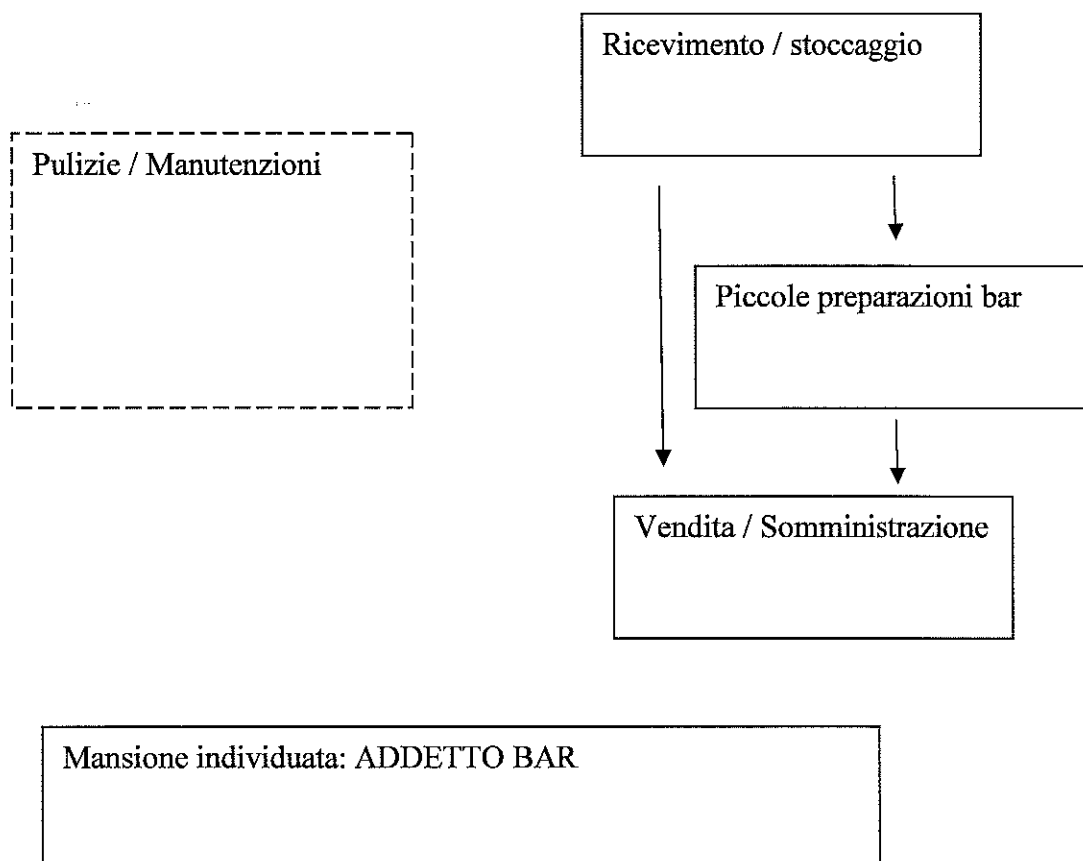 Ricevimento / stoccaggio
Pulizie / Manutenzioni
Piccole preparazioni bar
Vendita / Somministrazione
Mansione individuata: ADDETTO BAR